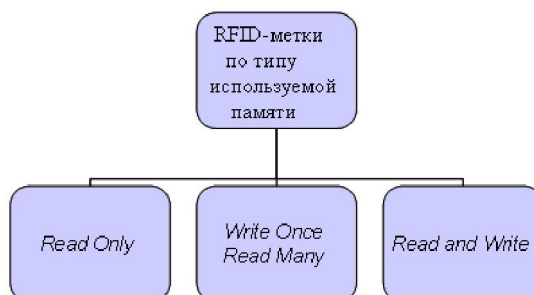 RFID-метки
по типу
используемой
памяти
Read Only
Write Once
Read Many
Read and Write